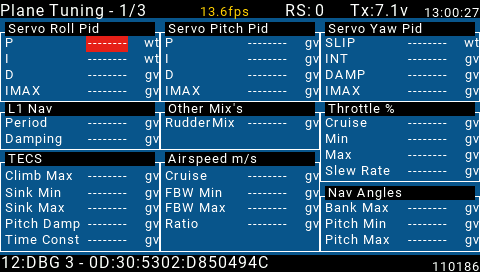 Plane Tuning - 1/3 13.6fps RS: 0 Tx:7.1v 13:00:27
Servo Roll Pid
P -------- wt
I -------- wt
D -------- gv
IMAX -------- gv
Servo Pitch Pid
P -------- gv
I -------- gv
D -------- gv
IMAX -------- gv
Servo Yaw Pid
SLIP -------- wt
INT -------- gv
DAMP -------- gv
IMAX -------- gv
L1 Nav
Period -------- gv
Damping -------- gv
Other Mix's
RudderMix -------- gv
Throttle %
Cruise -------- gv
Min -------- gv
Max -------- gv
Slew Rate -------- gv
TECS
Climb Max -------- gv
Sink Min -------- gv
Sink Max -------- gv
Pitch Damp -------- gv
Time Const -------- gv
Airspeed m/s
Cruise -------- gv
FBW Min -------- gv
FBW Max -------- gv
Ratio -------- gv
Nav Angles
Bank Max -------- gv
Pitch Min -------- gv
Pitch Max -------- gv
12:DBG 3 - 0D:30:5302:D850494C 110186